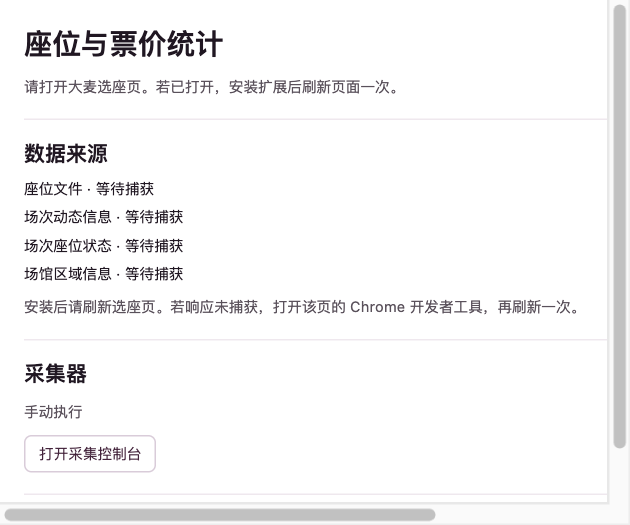 座位与票价统计
请打开大麦选座页。若已打开，安装扩展后刷新页面一次。
数据来源
座位文件 · 等待捕获
场次动态信息 · 等待捕获
场次座位状态 · 等待捕获
场馆区域信息 · 等待捕获
安装后请刷新选座页。若响应未捕获，打开该页的 Chrome 开发者工具，再刷新一次。
采集器
手动执行
打开采集控制台